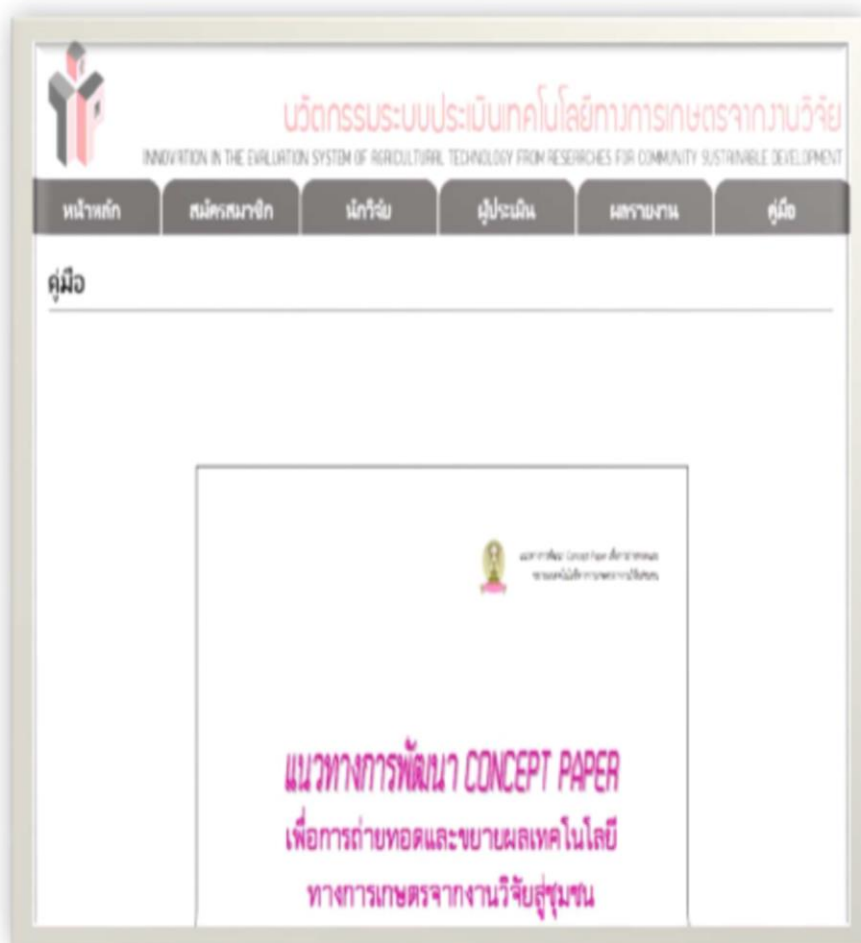 นวัตกรรมระบบประเมินเทคโนโลยีทางการเกษตรจากงานวิจัย
INNOVATION IN THE EVALUATION SYSTEM OF AGRICULTURAL TECHNOLOGY FROM RESEARCHES FOR COMMUNITY SUSTAINABLE DEVELOPMENT
หน้าหลัก สมัครสมาชิก นักวิจัย ผู้ประเมิน ผลรายงาน คู่มือ
คู่มือ
แนวทางการพัฒนา CONCEPT PAPER
เพื่อการถ่ายทอดและขยายผลเทคโนโลยี
ทางการเกษตรจากงานวิจัยสู่ชุมชน